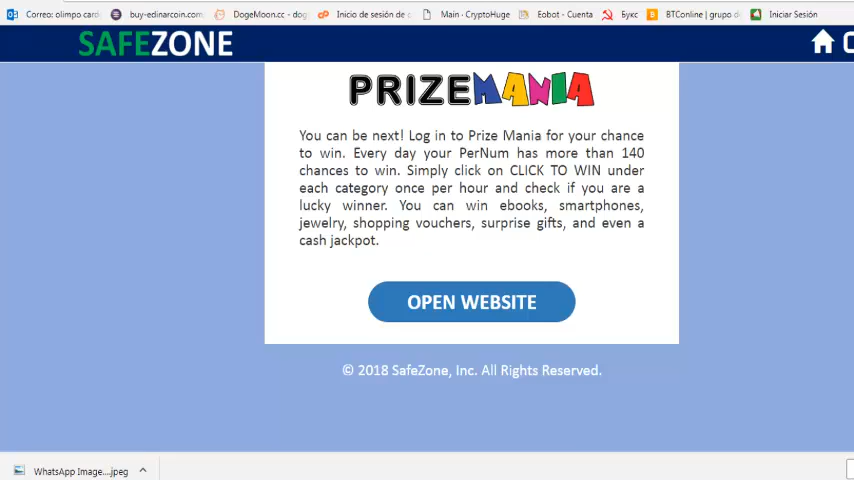 Correo: olimpo card buy-edinarcoin.com DogeMoon.cc - dog Inicio de sesión de c Main · CryptoHuge Eobot - Cuenta Букс BTConline | grupo d Iniciar Sesión
SAFEZONE
PRIZEMANIA
You can be next! Log in to Prize Mania for your chance
to win. Every day your PerNum has more than 140
chances to win. Simply click on CLICK TO WIN under
each category once per hour and check if you are a
lucky winner. You can win ebooks, smartphones,
jewelry, shopping vouchers, surprise gifts, and even a
cash jackpot.
OPEN WEBSITE
© 2018 SafeZone, Inc. All Rights Reserved.
WhatsApp Image....jpeg